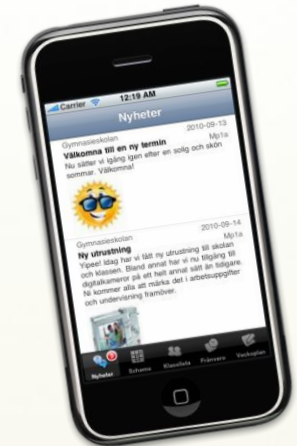 Carrier 12:19 AM
Nyheter
Gymnasieskolan 2010-09-13
Välkomna till en ny termin Mp1a
Nu sätter vi igång igen efter en solig och skön
sommar. Välkomna!
Gymnasieskolan 2010-09-14
Ny utrustning Mp1a
Yipee! Idag har vi fått ny utrustning till skolan
och klassen. Bland annat har vi nu tillgång till
digitalkameror på ett helt annat sätt än tidigare.
Ni kommer alla att märka det i arbetsuppgifter
och undervisning framöver.
Nyheter Schema Klasslista Frånvaro Veckoplan